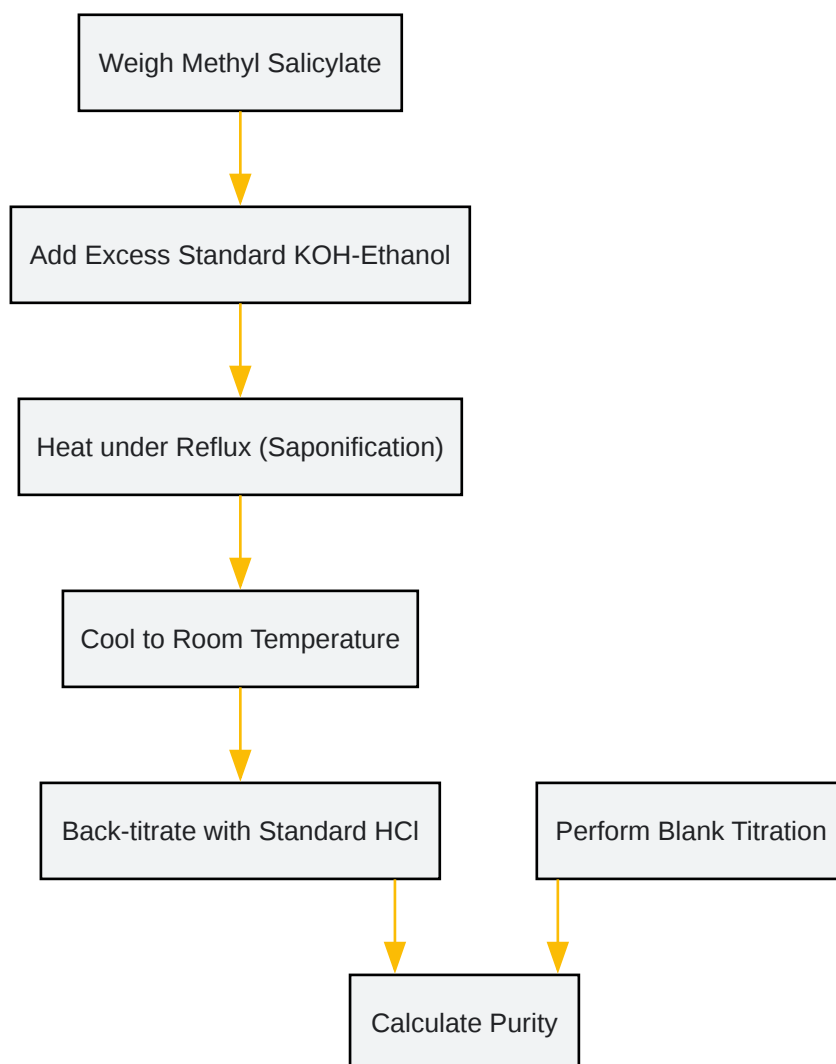 Weigh Methyl Salicylate
Add Excess Standard KOH-Ethanol
Heat under Reflux (Saponification)
Cool to Room Temperature
Back-titrate with Standard HCl
Perform Blank Titration
Calculate Purity